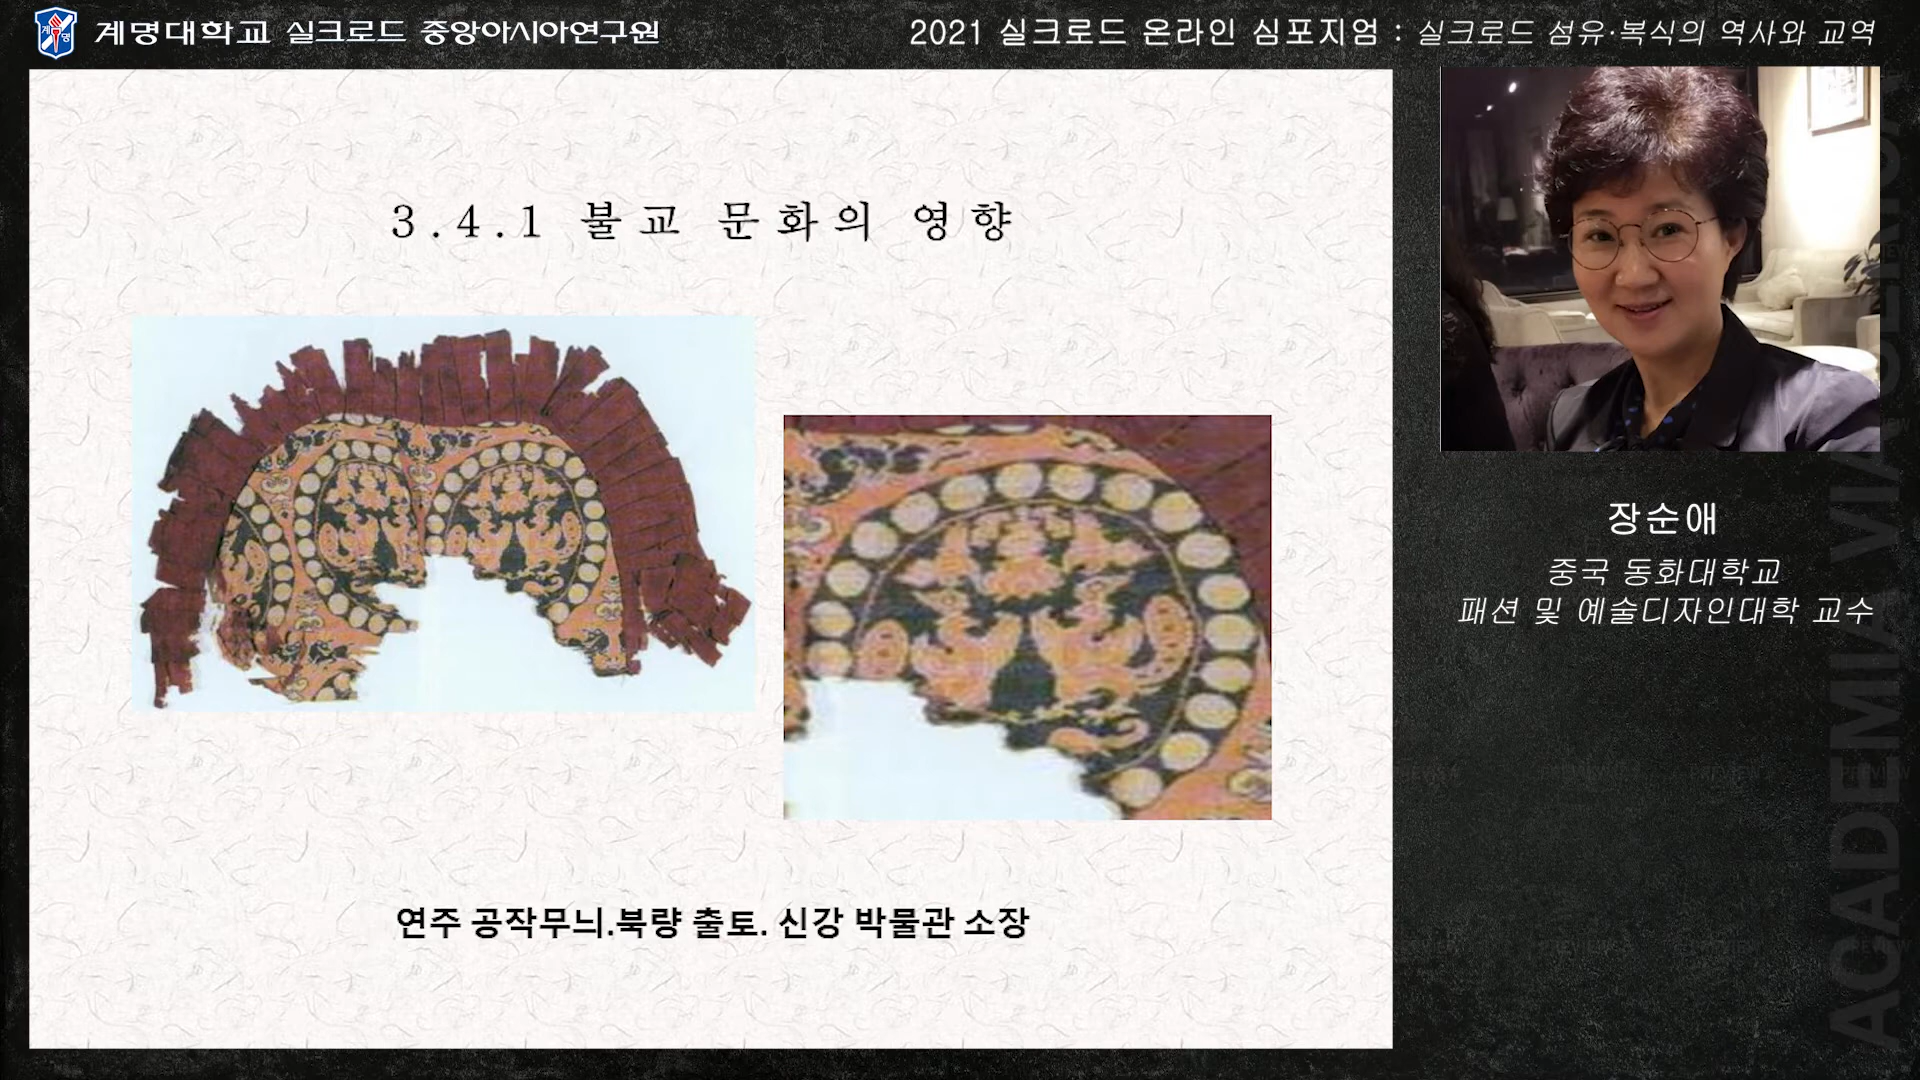 계명대학교 실크로드 중앙아시아연구원
2021 실크로드 온라인 심포지엄 : 실크로드 섬유·복식의 역사와 교역
3.4.1 불교 문화의 영향
연주 공작무늬.북량 출토. 신강 박물관 소장
장순애
중국 동화대학교
패션 및 예술디자인대학 교수
ACADEMIA VIA SERICA